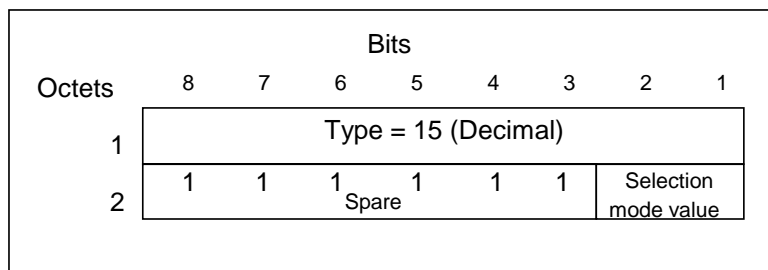 Bits
Octets 8 7 6 5 4 3 2 1
1 Type = 15 (Decimal)
2 1 1 1 1 1 1 Selection
Spare mode value